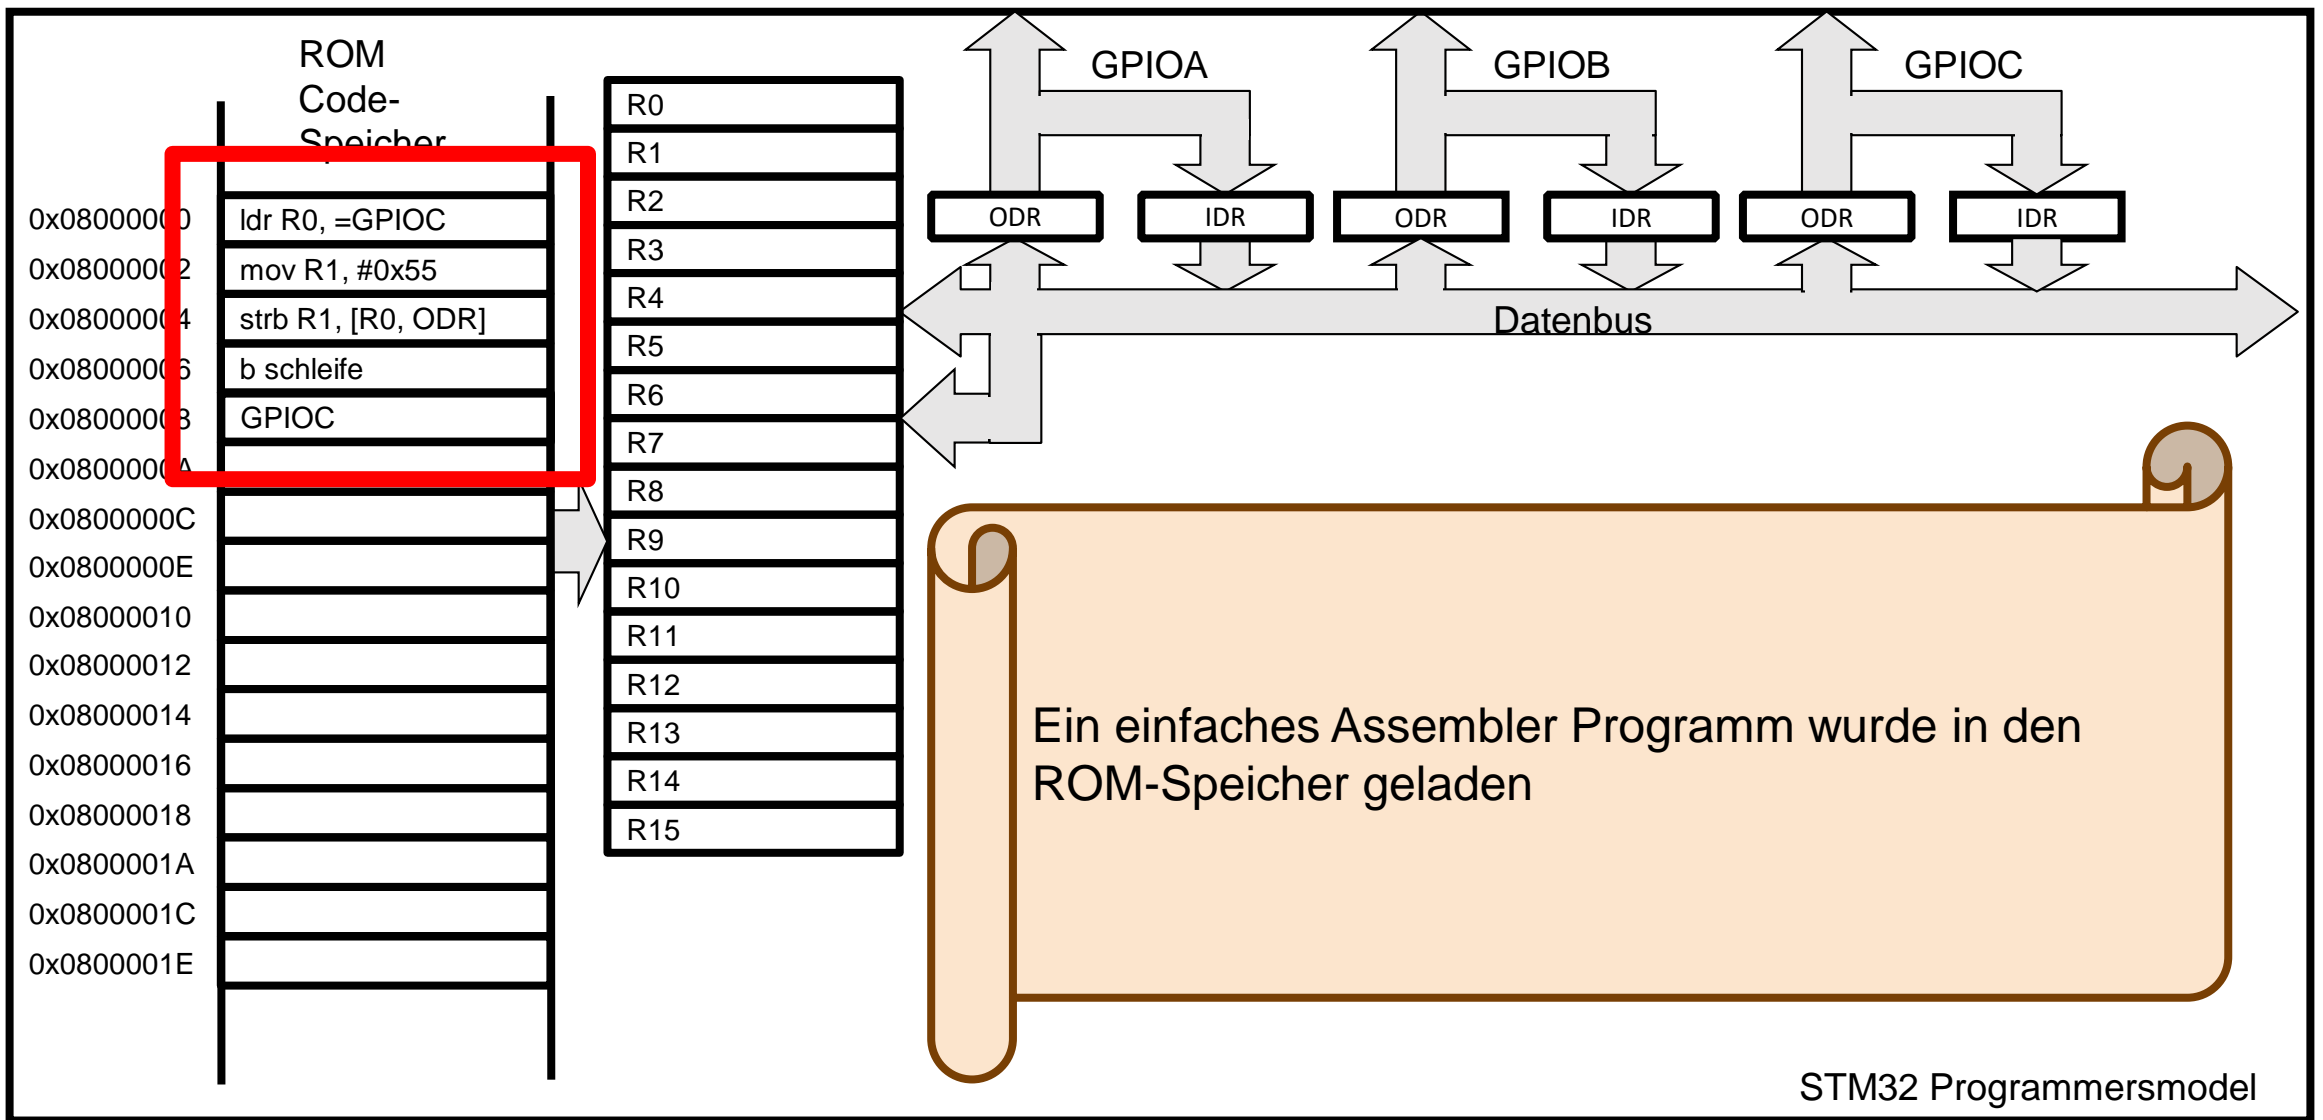 ROM
Code-
Speicher
0x08000000 ldr R0, =GPIOC
0x08000002 mov R1, #0x55
0x08000004 strb R1, [R0, ODR]
0x08000006 b schleife
0x08000008 GPIOC
0x0800000A
0x0800000C
0x0800000E
0x08000010
0x08000012
0x08000014
0x08000016
0x08000018
0x0800001A
0x0800001C
0x0800001E
R0
R1
R2
R3
R4
R5
R6
R7
R8
R9
R10
R11
R12
R13
R14
R15
GPIOA GPIOB GPIOC
ODR IDR ODR IDR ODR IDR
Datenbus
Ein einfaches Assembler Programm wurde in den
ROM-Speicher geladen
STM32 Programmersmodel